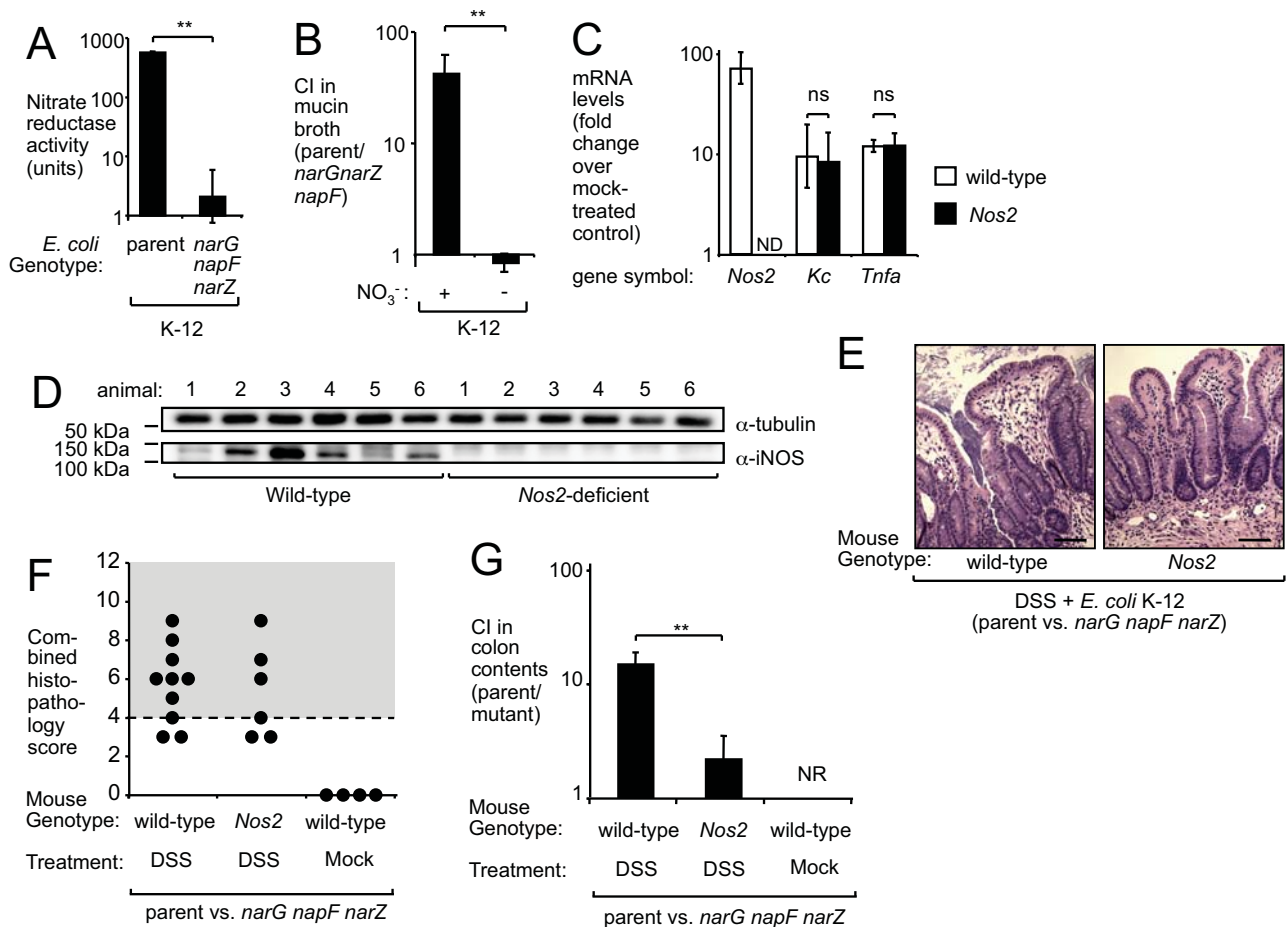 A
1000
100
10
1
Nitrate
reductase
activity
(units)
**
E. coli
Genotype:
parent
narG
napF
narZ
K-12
B
100
10
1
CI in
mucin
broth
(parent/
narGnarZ
napF)
**
NO3- :
+
-
K-12
C
100
10
1
mRNA
levels
(fold
change
over
mock-
treated
control)
ND
ns
ns
wild-type
Nos2
gene symbol:
Nos2
Kc
Tnfa
D
animal:
1 2 3 4 5 6 1 2 3 4 5 6
50 kDa
150 kDa
100 kDa
α-tubulin
α-iNOS
Wild-type
Nos2-deficient
E
Mouse
Genotype:
wild-type
Nos2
DSS + E. coli K-12
(parent vs. narG napF narZ)
F
12
10
8
6
4
2
0
Com-
bined
histo-
patho-
logy
score
Mouse
Genotype:
wild-type
Nos2
wild-type
Treatment:
DSS
DSS
Mock
parent vs. narG napF narZ
G
100
10
1
CI in
colon
contents
(parent/
mutant)
**
NR
Mouse
Genotype:
wild-type
Nos2
wild-type
Treatment:
DSS
DSS
Mock
parent vs. narG napF narZ